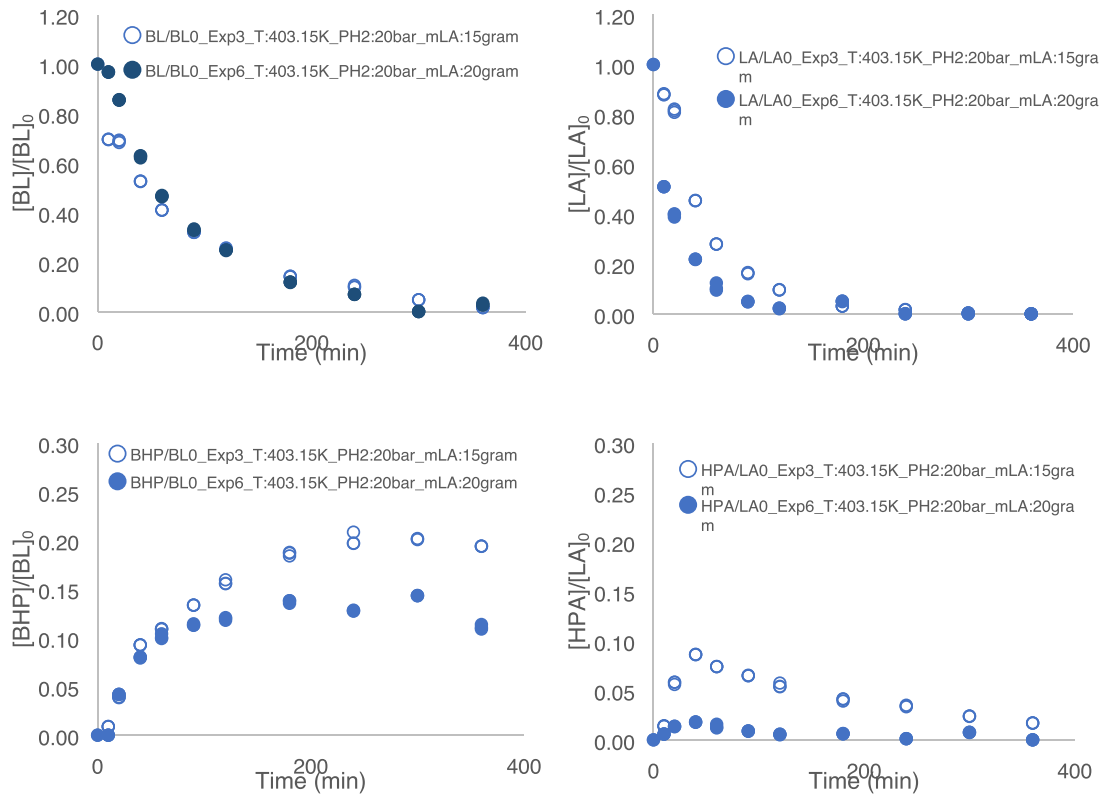 1.20
1.00
0.80
0.60
0.40
0.20
0.00
[BL]/[BL]0
BL/BL0_Exp3_T:403.15K_PH2:20bar_mLA:15gram
BL/BL0_Exp6_T:403.15K_PH2:20bar_mLA:20gram
0
200
400
Time (min)
1.20
1.00
0.80
0.60
0.40
0.20
0.00
[LA]/[LA]0
LA/LA0_Exp3_T:403.15K_PH2:20bar_mLA:15gra
m
LA/LA0_Exp6_T:403.15K_PH2:20bar_mLA:20gra
m
0
200
400
Time (min)
0.30
0.25
0.20
0.15
0.10
0.05
0.00
[BHP]/[BL]0
BHP/BL0_Exp3_T:403.15K_PH2:20bar_mLA:15gram
BHP/BL0_Exp6_T:403.15K_PH2:20bar_mLA:20gram
0
200
400
Time (min)
0.30
0.25
0.20
0.15
0.10
0.05
0.00
[HPA]/[LA]0
HPA/LA0_Exp3_T:403.15K_PH2:20bar_mLA:15gra
m
HPA/LA0_Exp6_T:403.15K_PH2:20bar_mLA:20gra
m
0
200
400
Time (min)